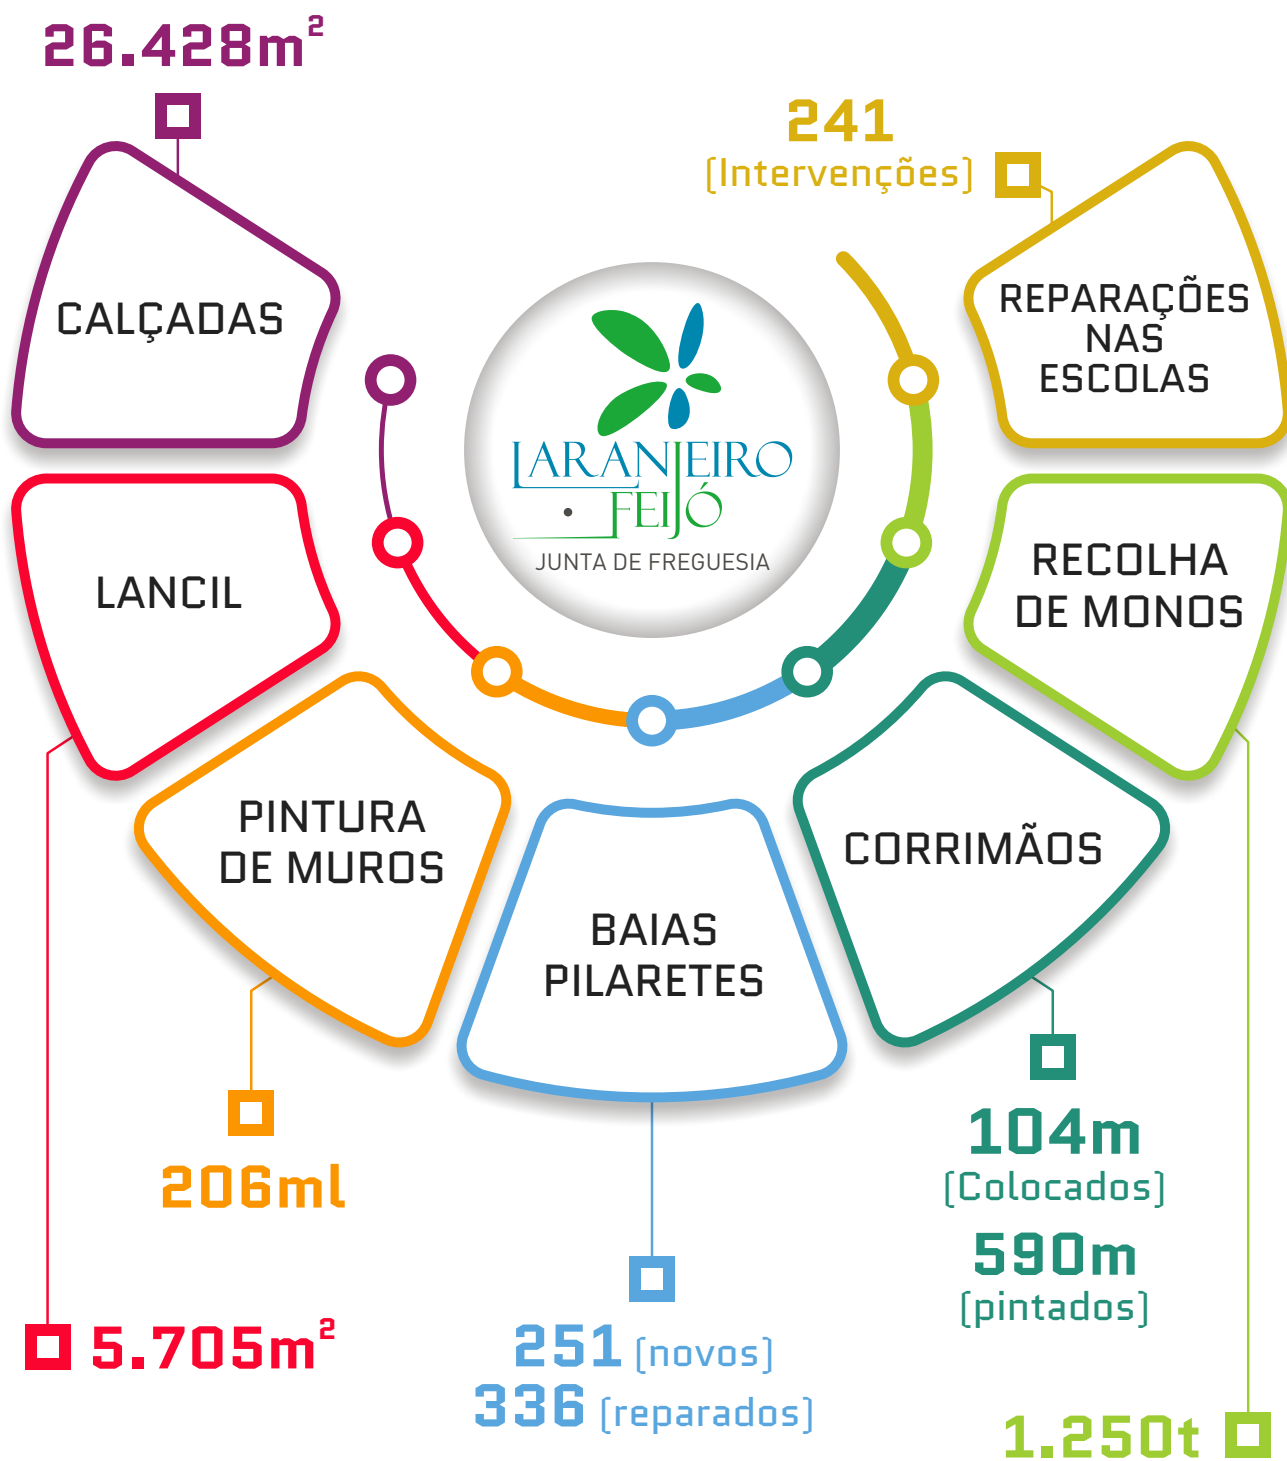 26.428m²
CALÇADAS
241
(Intervenções)
REPARAÇÕES
NAS
ESCOLAS
LARANJEIRO
• FEIJÓ
JUNTA DE FREGUESIA
LANCIL
5.705m²
RECOLHA
DE MONOS
1.250t
PINTURA
DE MUROS
206ml
BAIAS
PILARETES
251 (novos)
336 (reparados)
CORRIMÃOS
104m
(Colocados)
590m
(pintados)